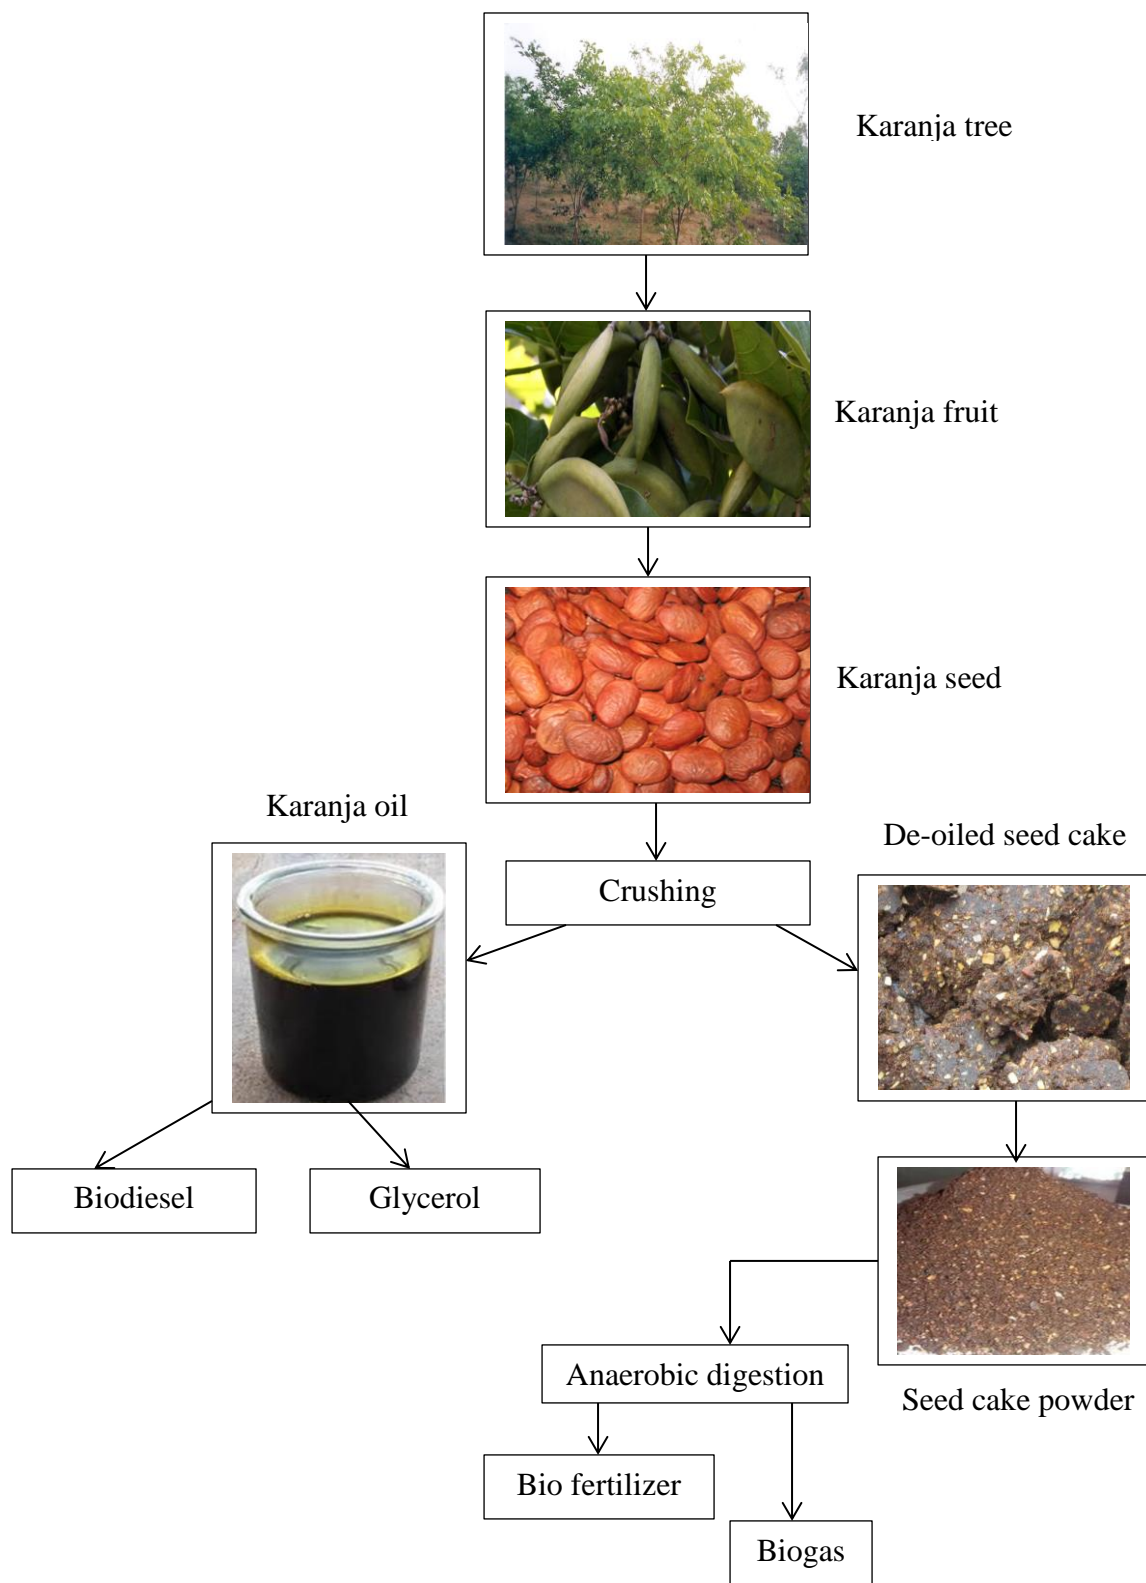 Karanja tree
Karanja fruit
Karanja seed
Karanja oil
De-oiled seed cake
Crushing
Biodiesel
Glycerol
Anaerobic digestion
Seed cake powder
Bio fertilizer
Biogas